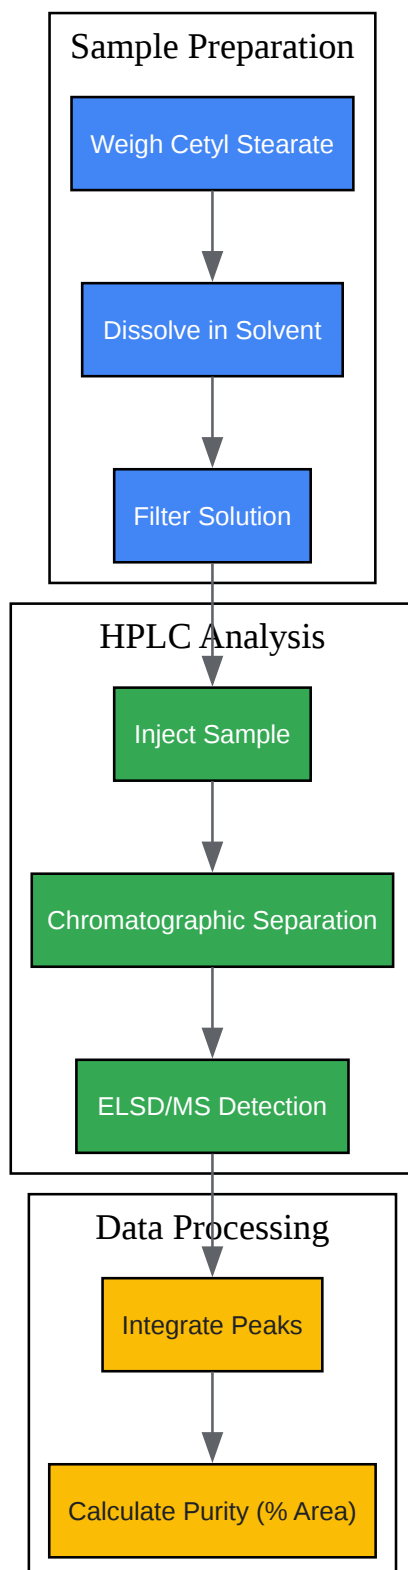 Sample Preparation
Weigh Cetyl Stearate
Dissolve in Solvent
Filter Solution
HPLC Analysis
Inject Sample
Chromatographic Separation
ELSD/MS Detection
Data Processing
Integrate Peaks
Calculate Purity (% Area)